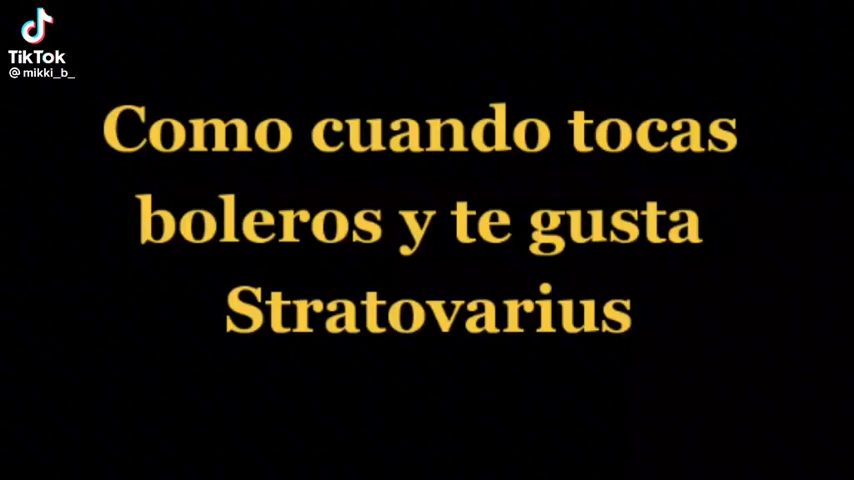 TikTok
@mikki_b_
Como cuando tocas
boleros y te gusta
Stratovarius